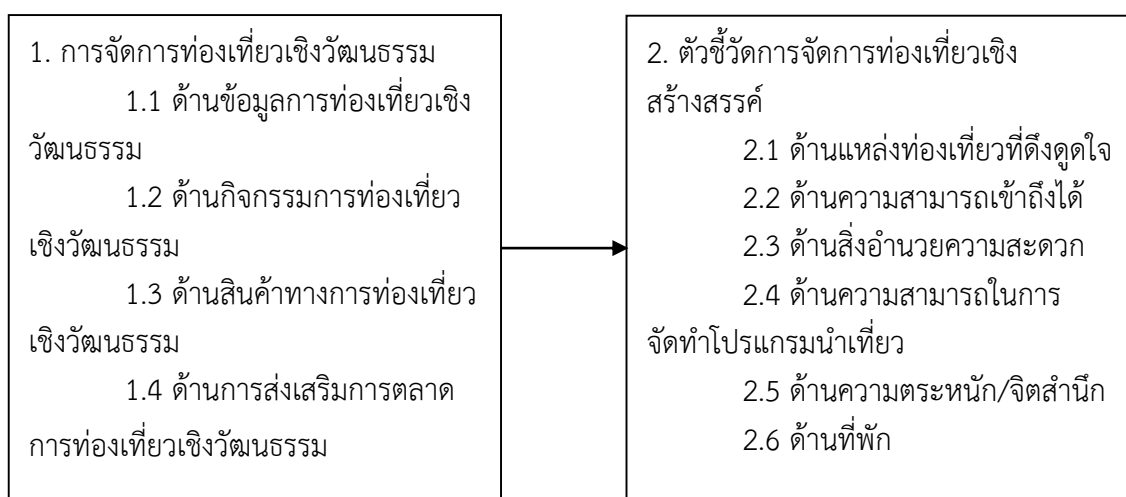 1. การจัดการท่องเที่ยวเชิงวัฒนธรรม
1.1 ด้านข้อมูลการท่องเที่ยวเชิง
วัฒนธรรม
1.2 ด้านกิจกรรมการท่องเที่ยว
เชิงวัฒนธรรม
1.3 ด้านสินค้าทางการท่องเที่ยว
เชิงวัฒนธรรม
1.4 ด้านการส่งเสริมการตลาด
การท่องเที่ยวเชิงวัฒนธรรม
2. ตัวชี้วัดการจัดการท่องเที่ยวเชิง
สร้างสรรค์
2.1 ด้านแหล่งท่องเที่ยวที่ดึงดูดใจ
2.2 ด้านความสามารถเข้าถึงได้
2.3 ด้านสิ่งอำนวยความสะดวก
2.4 ด้านความสามารถในการ
จัดทำโปรแกรมนำเที่ยว
2.5 ด้านความตระหนัก/จิตสำนึก
2.6 ด้านที่พัก